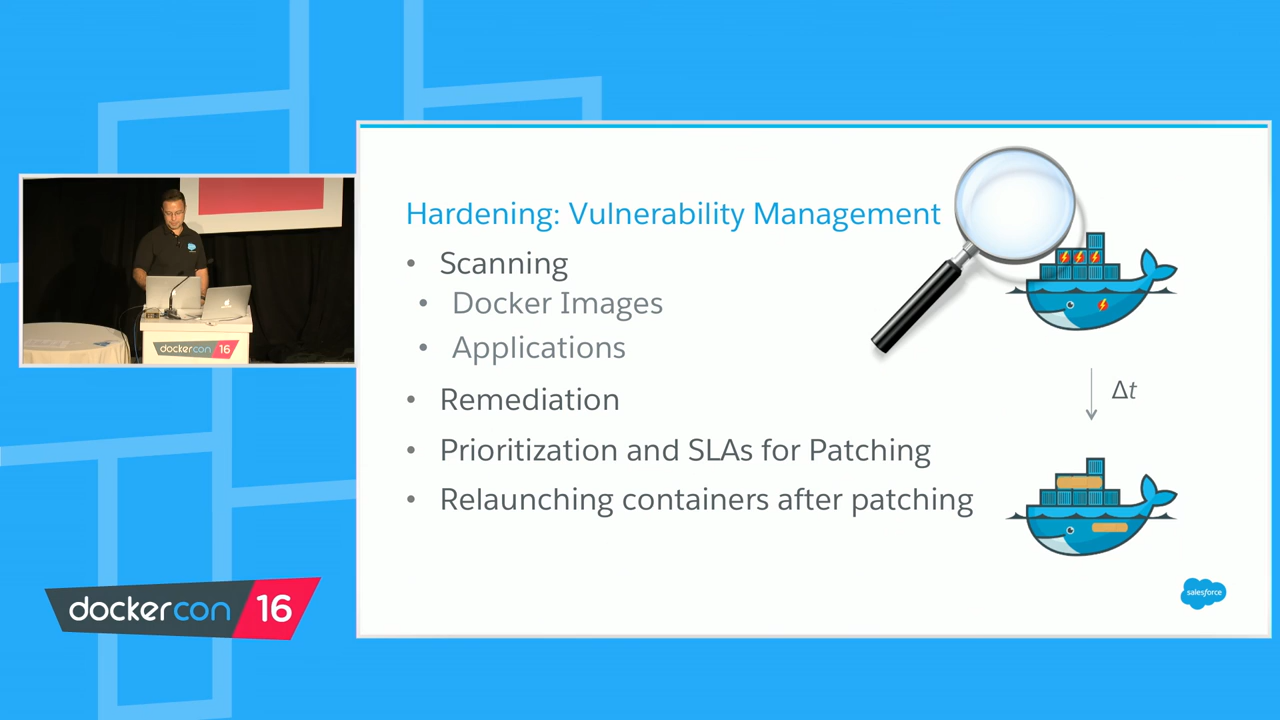 Hardening: Vulnerability Management
• Scanning
• Docker Images
• Applications
• Remediation
• Prioritization and SLAs for Patching
• Relaunching containers after patching
Δt
salesforce
dockercon 16
dockercon 16